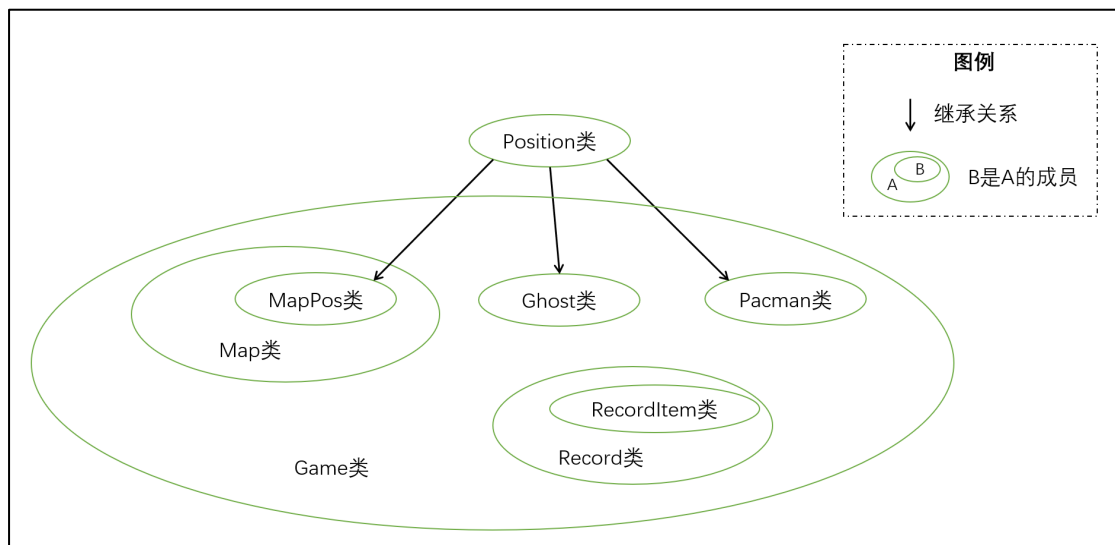 图例
继承关系
A
B
B是A的成员
Position类
MapPos类
Ghost类
Pacman类
Map类
RecordItem类
Record类
Game类